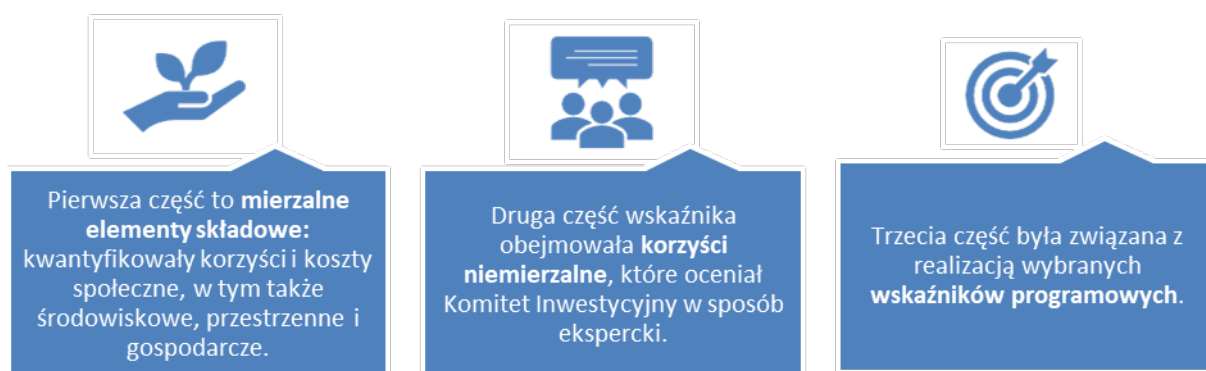 Pierwsza część to mierzalne
elementy składowe:
kwantyfikowały korzyści i koszty
społeczne, w tym także
środowiskowe, przestrzenne i
gospodarcze.
Druga część wskaźnika
obejmowała korzyści
niemierzalne, które oceniał
Komitet Inwestycyjny w sposób
ekspercki.
Trzecia część była związana z
realizacją wybranych
wskaźników programowych.